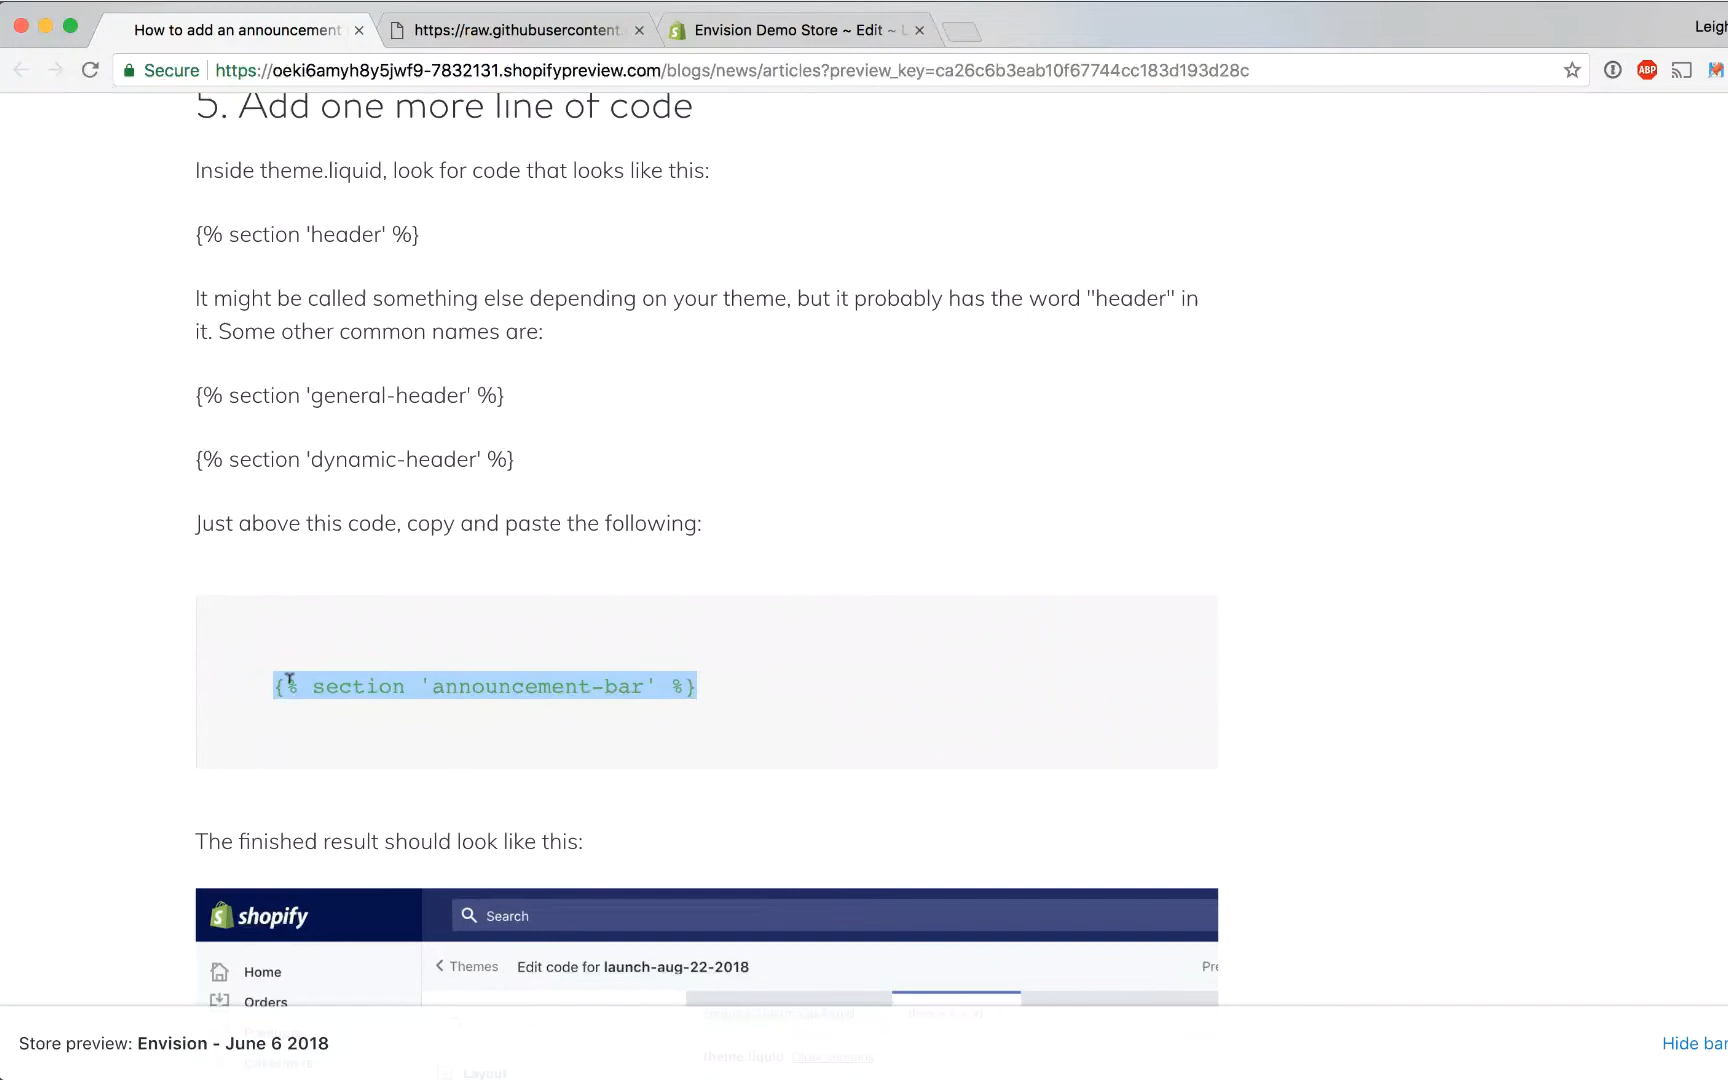 How to add an announcement
https://raw.githubusercontent.
Envision Demo Store ~ Edit ~ L
Leigh
Secure https://oeki6amyh8y5jwf9-7832131.shopifypreview.com/blogs/news/articles?preview_key=ca26c6b3eab10f67744cc183d193d28c
ABP
5. Add one more line of code
Inside theme.liquid, look for code that looks like this:
{% section 'header' %}
It might be called something else depending on your theme, but it probably has the word "header" in
it. Some other common names are:
{% section 'general-header' %}
{% section 'dynamic-header' %}
Just above this code, copy and paste the following:
{% section 'announcement-bar' %}
The finished result should look like this:
shopify
Search
Home
Themes Edit code for launch-aug-22-2018
Pre
Orders
theme.liquid
Layout
Store preview: Envision - June 6 2018
Hide bar